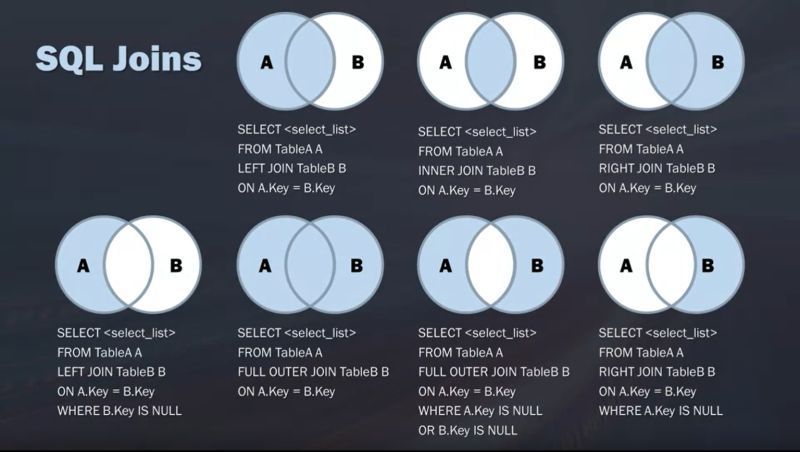 SQL Joins
A B
SELECT <select_list>
FROM TableA A
LEFT JOIN TableB B
ON A.Key = B.Key
A B
SELECT <select_list>
FROM TableA A
INNER JOIN TableB B
ON A.Key = B.Key
A B
SELECT <select_list>
FROM TableA A
RIGHT JOIN TableB B
ON A.Key = B.Key
A B
SELECT <select_list>
FROM TableA A
LEFT JOIN TableB B
ON A.Key = B.Key
WHERE B.Key IS NULL
A B
SELECT <select_list>
FROM TableA A
FULL OUTER JOIN TableB B
ON A.Key = B.Key
A B
SELECT <select_list>
FROM TableA A
FULL OUTER JOIN TableB B
ON A.Key = B.Key
WHERE A.Key IS NULL
OR B.Key IS NULL
A B
SELECT <select_list>
FROM TableA A
RIGHT JOIN TableB B
ON A.Key = B.Key
WHERE A.Key IS NULL